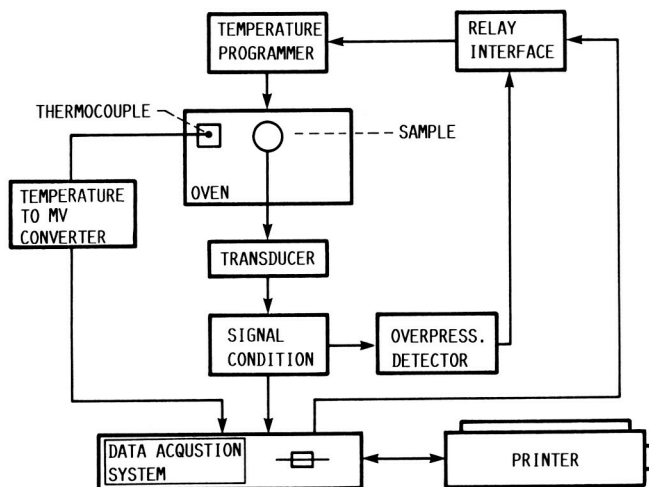 TEMPERATURE
PROGRAMMER
RELAY
INTERFACE
THERMOCOUPLE
SAMPLE
OVEN
TEMPERATURE
TO MV
CONVERTER
TRANSDUCER
SIGNAL
CONDITION
OVERPRESS.
DETECTOR
DATA ACQUSTION
SYSTEM
PRINTER